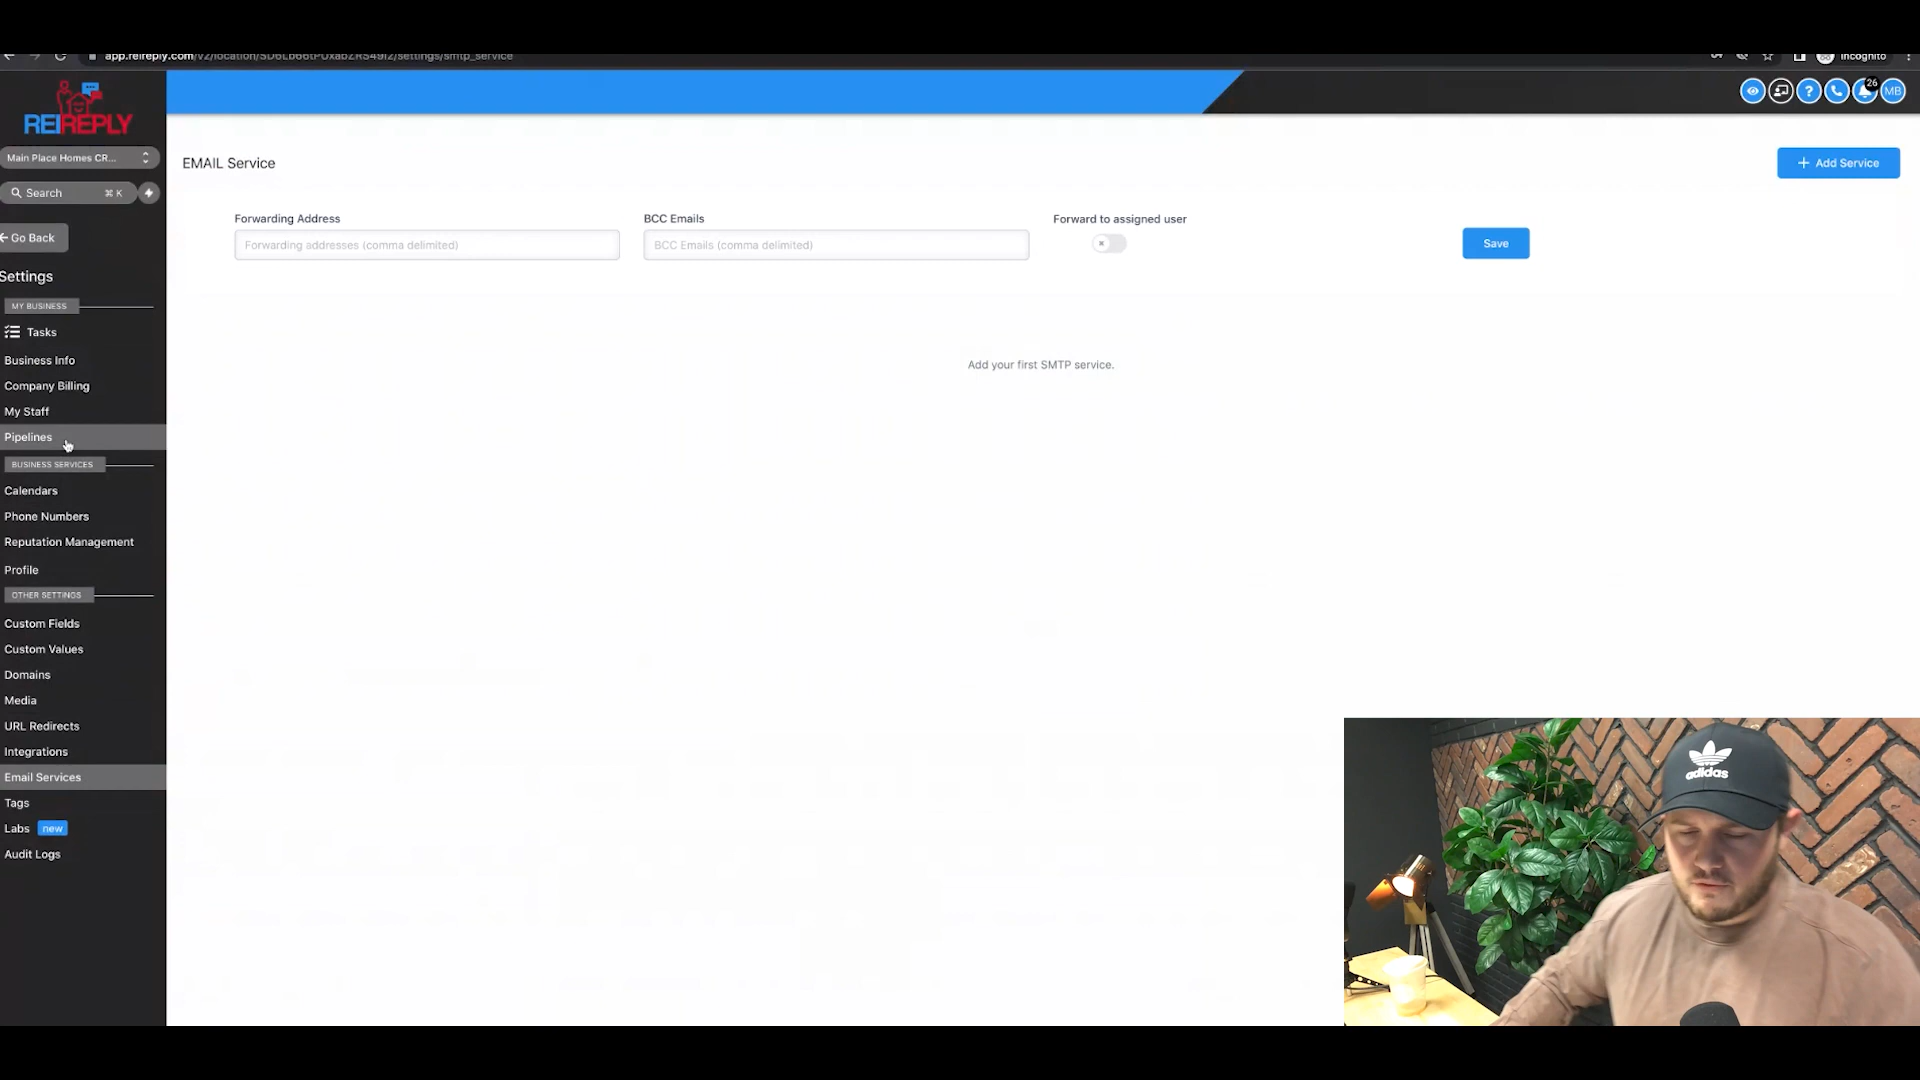 Incognito
REIREPLY
26
MB
Main Place Homes CR...
Search ⌘ K
Go Back
Settings
MY BUSINESS
Tasks
Business Info
Company Billing
My Staff
Pipelines
BUSINESS SERVICES
Calendars
Phone Numbers
Reputation Management
Profile
OTHER SETTINGS
Custom Fields
Custom Values
Domains
Media
URL Redirects
Integrations
Email Services
Tags
Labs new
Audit Logs
EMAIL Service
+ Add Service
Forwarding Address
BCC Emails
Forward to assigned user
Forwarding addresses (comma delimited)
BCC Emails (comma delimited)
Save
Add your first SMTP service.
adidas